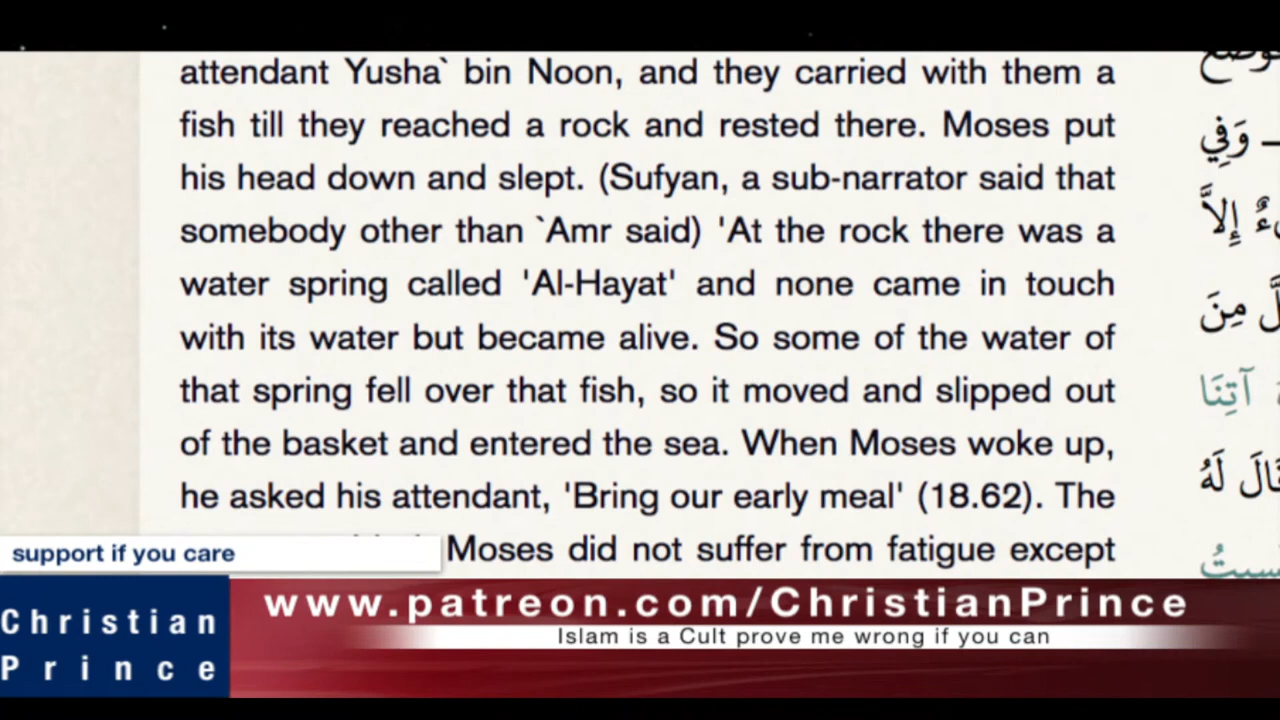 attendant Yusha` bin Noon, and they carried with them a
fish till they reached a rock and rested there. Moses put
his head down and slept. (Sufyan, a sub-narrator said that
somebody other than `Amr said) 'At the rock there was a
water spring called 'Al-Hayat' and none came in touch
with its water but became alive. So some of the water of
that spring fell over that fish, so it moved and slipped out
of the basket and entered the sea. When Moses woke up,
he asked his attendant, 'Bring our early meal' (18.62). The
Moses did not suffer from fatigue except
وَفِي
مِنَ
آتِنَا
لَهُ
support if you care
Christian
Prince
www.patreon.com/ChristianPrince
Islam is a Cult prove me wrong if you can